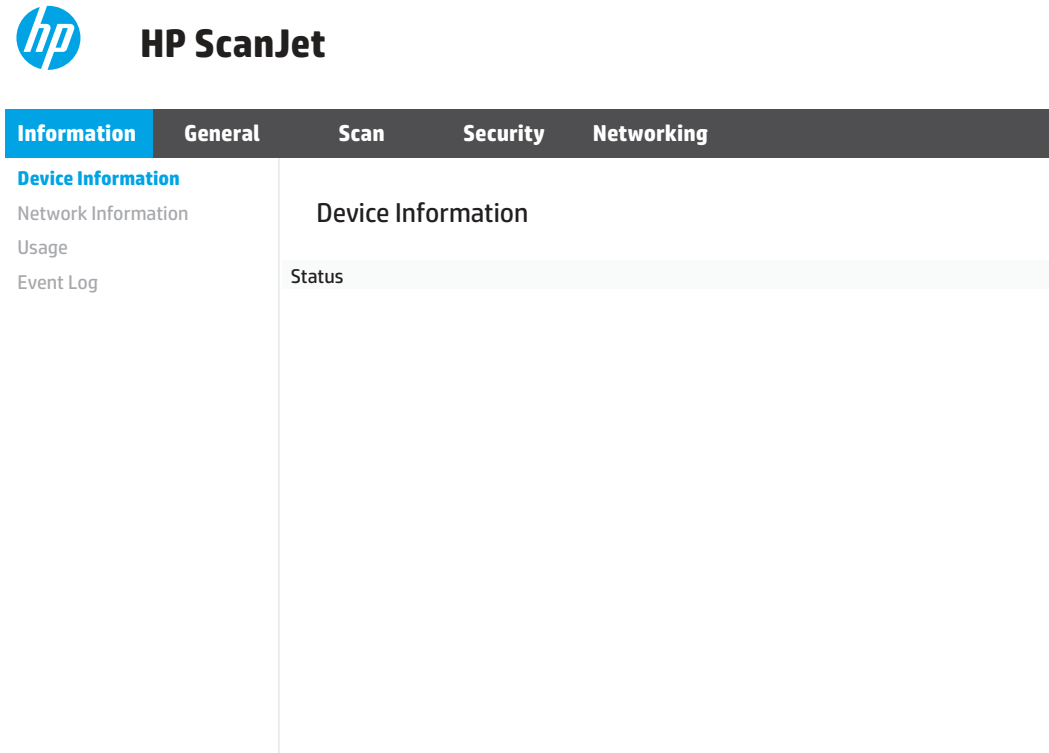 hp
HP ScanJet
Information General Scan Security Networking
Device Information
Network Information
Usage
Event Log
Device Information
Status